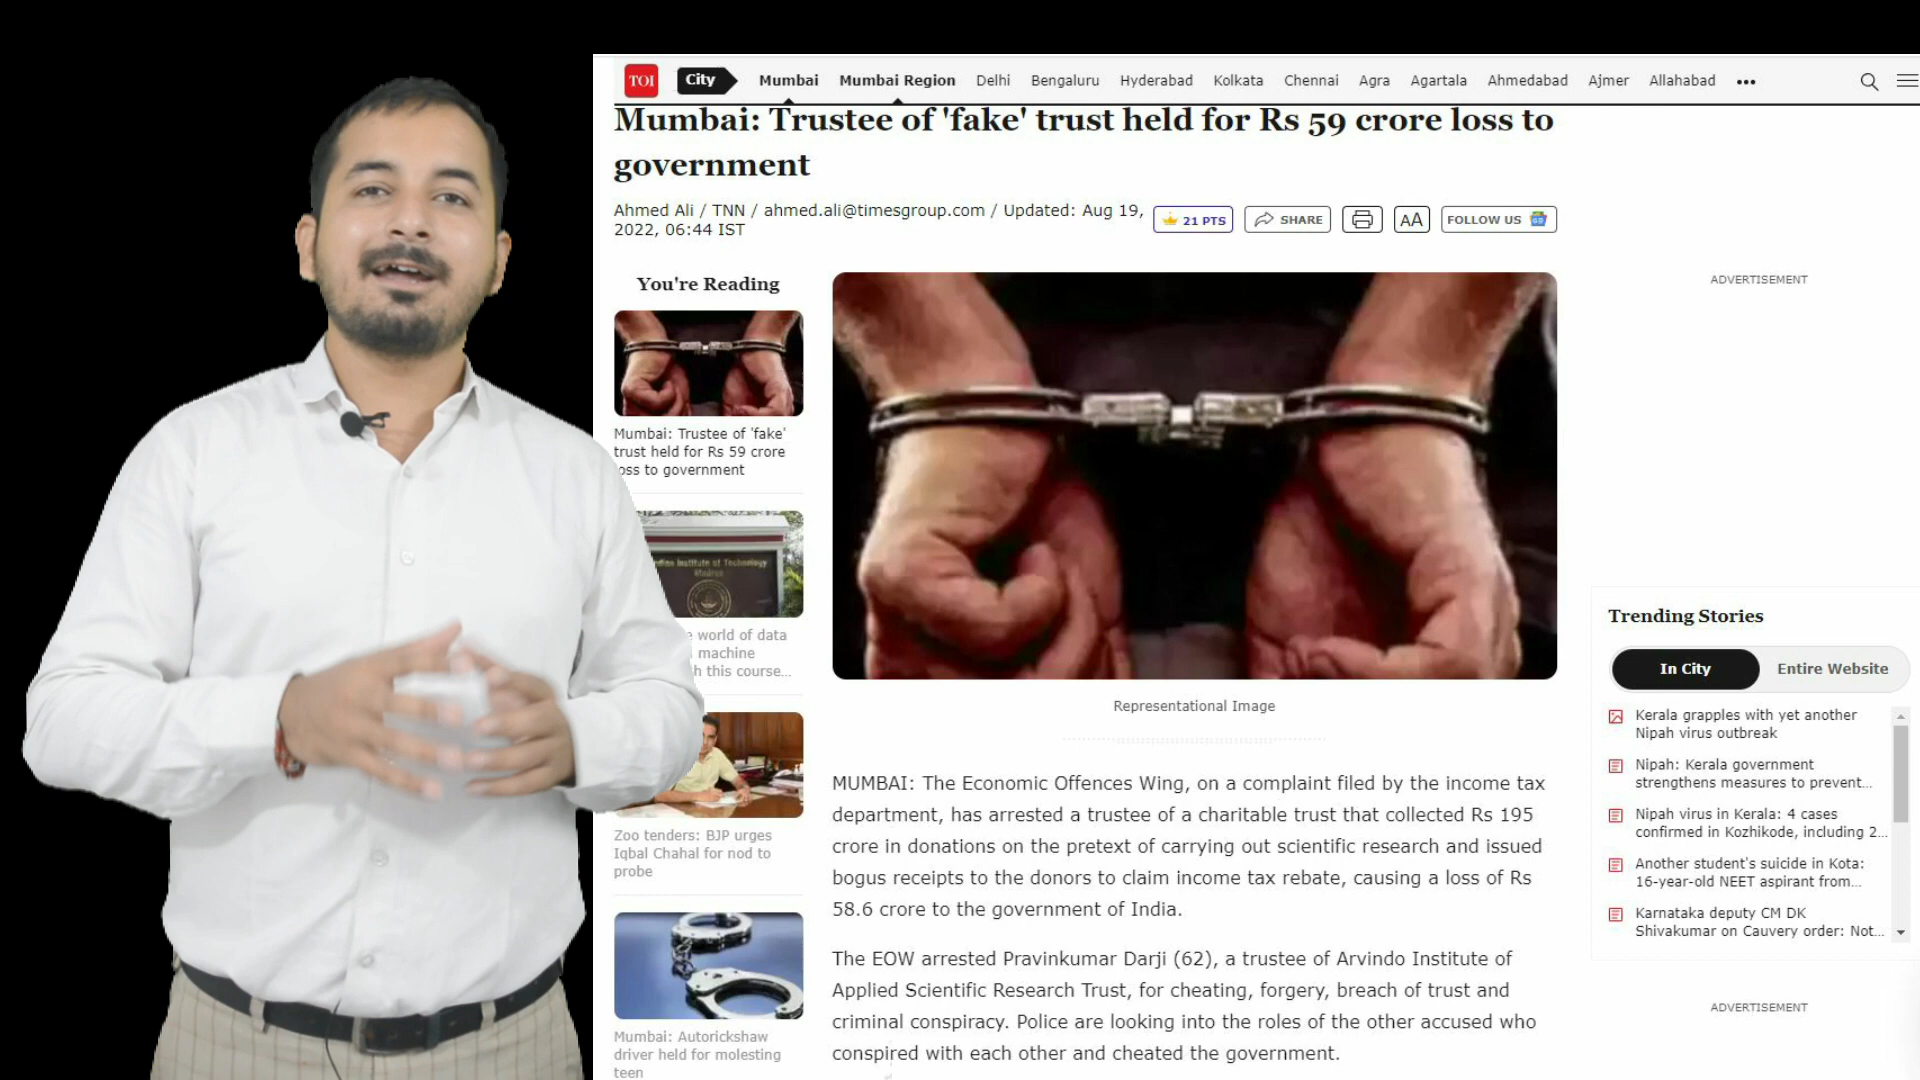 TOI
City
Mumbai
Mumbai Region
Delhi
Bengaluru
Hyderabad
Kolkata
Chennai
Agra
Agartala
Ahmedabad
Ajmer
Allahabad
Mumbai: Trustee of 'fake' trust held for Rs 59 crore loss to
government
Ahmed Ali / TNN / ahmed.ali@timesgroup.com / Updated: Aug 19,
2022, 06:44 IST
21 PTS
SHARE
AA
FOLLOW US
You're Reading
Mumbai: Trustee of 'fake'
trust held for Rs 59 crore
loss to government
Indian Institute of Technology
Madras
world of data
machine
this course...
Zoo tenders: BJP urges
Iqbal Chahal for nod to
probe
Mumbai: Autorickshaw
driver held for molesting
teen
Representational Image
MUMBAI: The Economic Offences Wing, on a complaint filed by the income tax
department, has arrested a trustee of a charitable trust that collected Rs 195
crore in donations on the pretext of carrying out scientific research and issued
bogus receipts to the donors to claim income tax rebate, causing a loss of Rs
58.6 crore to the government of India.
The EOW arrested Pravinkumar Darji (62), a trustee of Arvindo Institute of
Applied Scientific Research Trust, for cheating, forgery, breach of trust and
criminal conspiracy. Police are looking into the roles of the other accused who
conspired with each other and cheated the government.
ADVERTISEMENT
Trending Stories
In City
Entire Website
Kerala grapples with yet another
Nipah virus outbreak
Nipah: Kerala government
strengthens measures to prevent...
Nipah virus in Kerala: 4 cases
confirmed in Kozhikode, including 2...
Another student's suicide in Kota:
16-year-old NEET aspirant from...
Karnataka deputy CM DK
Shivakumar on Cauvery order: Not...
ADVERTISEMENT